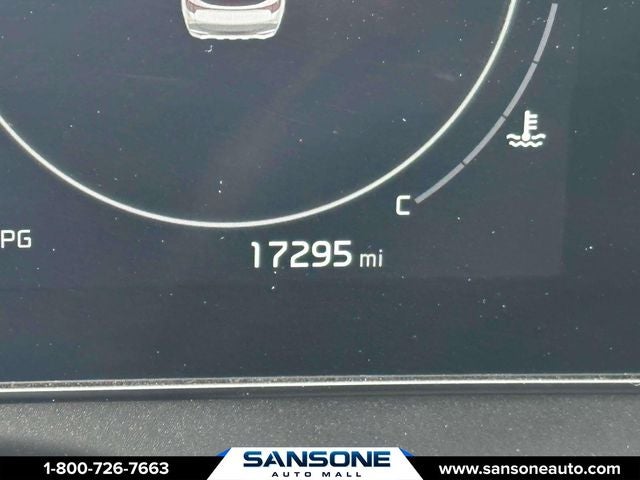 C
PG
17295 mi
1-800-726-7663
SANSONE
AUTO MALL
www.sansoneauto.com